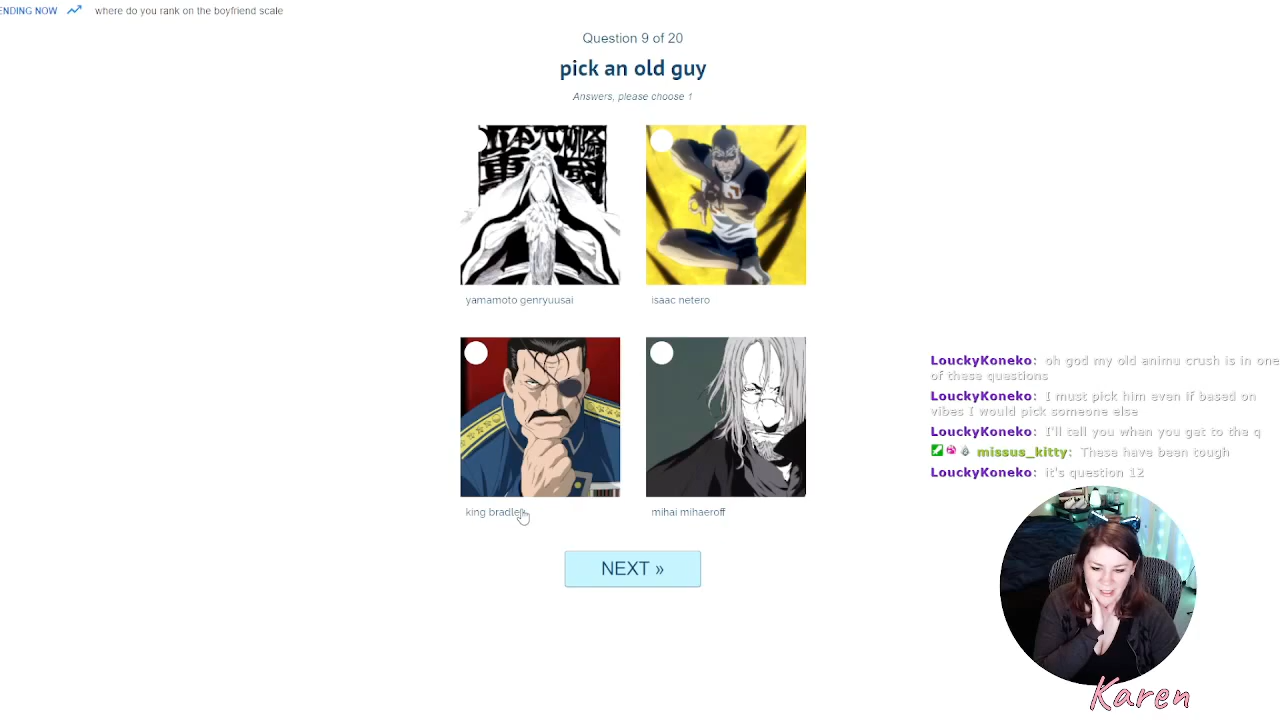 ENDING NOW where do you rank on the boyfriend scale
Question 9 of 20
pick an old guy
Answers, please choose 1
yamamoto genryuusai
isaac netero
king bradley
mihai mihaeroff
NEXT »
LouckyKoneko: oh god my old animu crush is in one
of these questions
LouckyKoneko: I must pick him even if based on
vibes I would pick someone else
LouckyKoneko: I'll tell you when you get to the q
missus_kitty: These have been tough
LouckyKoneko: it's question 12
Karen